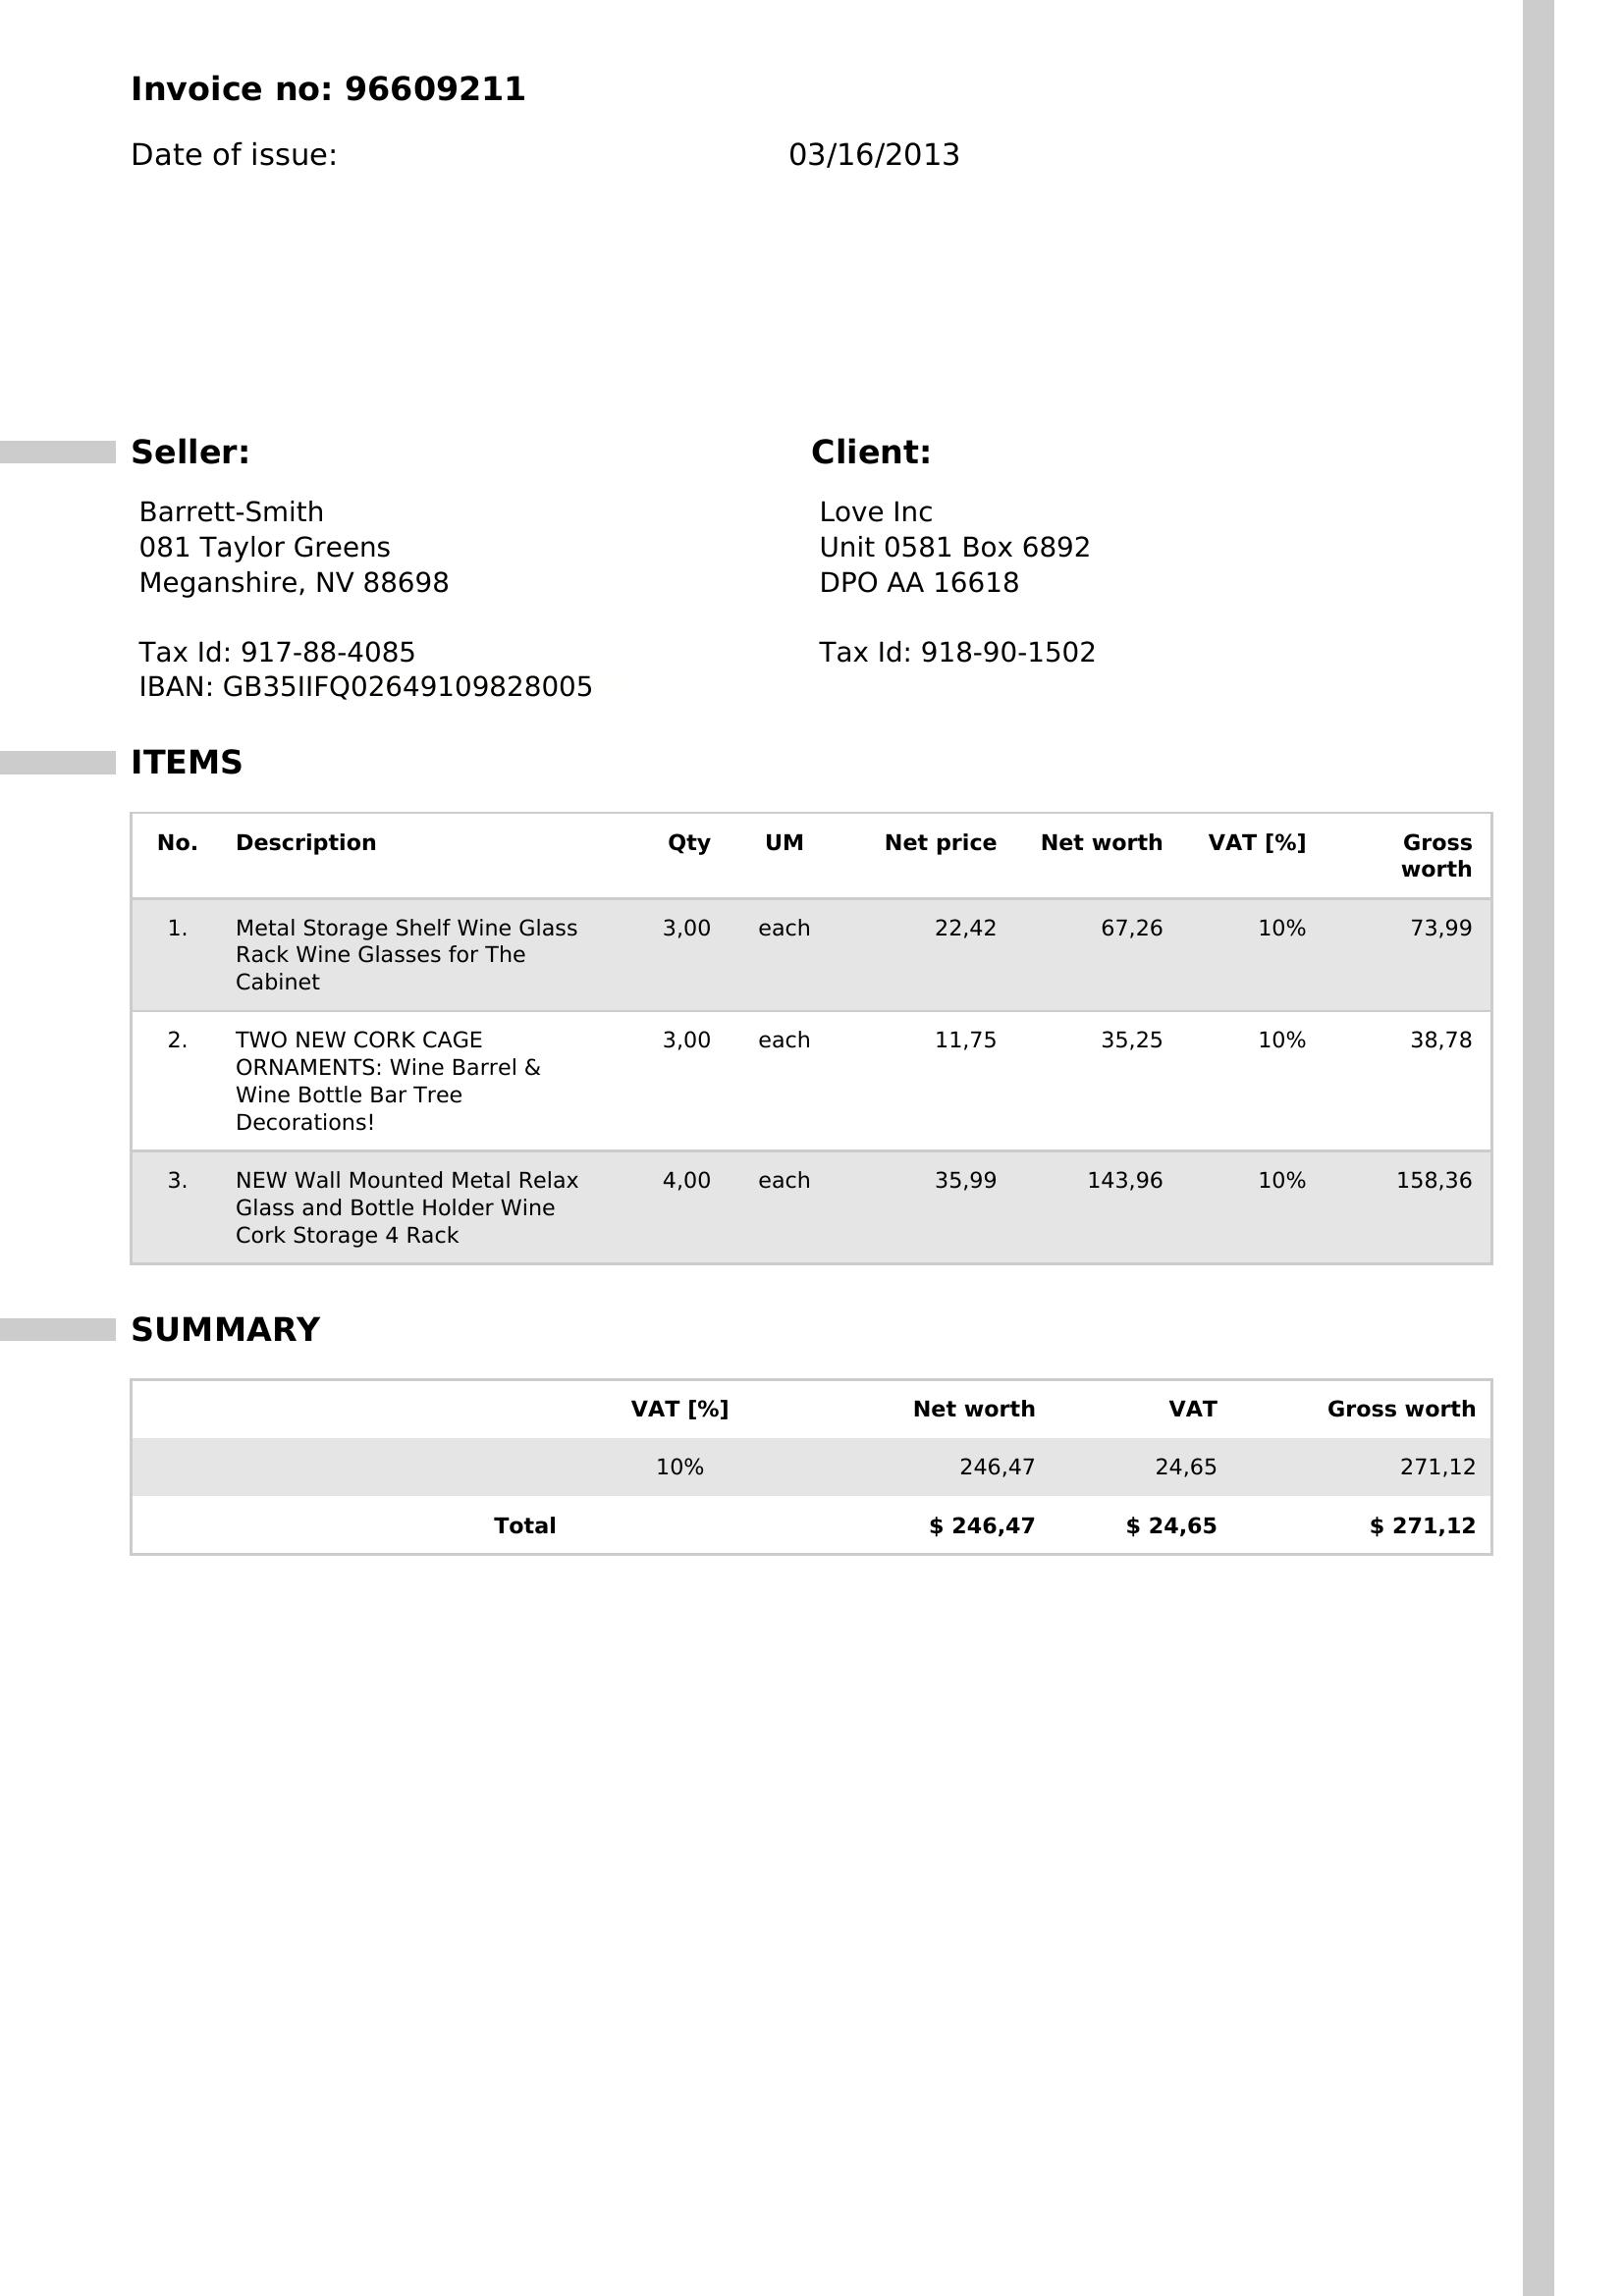 Invoice no: 96609211
Date of issue: 03/16/2013
Seller: Client:
Barrett-Smith Love Inc
081 Taylor Greens Unit 0581 Box 6892
Meganshire, NV 88698 DPO AA 16618
Tax Id: 917-88-4085 Tax Id: 918-90-1502
IBAN: GB35IIFQ02649109828005
ITEMS
No. Description Qty UM Net price Net worth VAT [%] Gross
worth
1. Metal Storage Shelf Wine Glass 3,00 each 22,42 67,26 10% 73,99
Rack Wine Glasses for The
Cabinet
2. TWO NEW CORK CAGE 3,00 each 11,75 35,25 10% 38,78
ORNAMENTS: Wine Barrel &
Wine Bottle Bar Tree
Decorations!
3. NEW Wall Mounted Metal Relax 4,00 each 35,99 143,96 10% 158,36
Glass and Bottle Holder Wine
Cork Storage 4 Rack
SUMMARY
VAT [%] Net worth VAT Gross worth
10% 246,47 24,65 271,12
Total $ 246,47 $ 24,65 $ 271,12